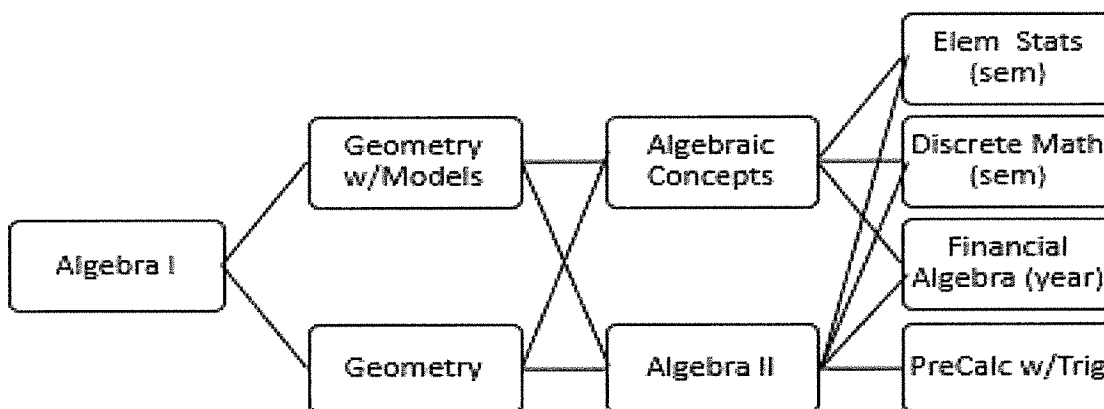 Algebra I
Geometry
w/Models
Geometry
Algebraic
Concepts
Algebra II
Elem Stats
(sem)
Discrete Math
(sem)
Financial
Algebra (year)
PreCalc w/Trig